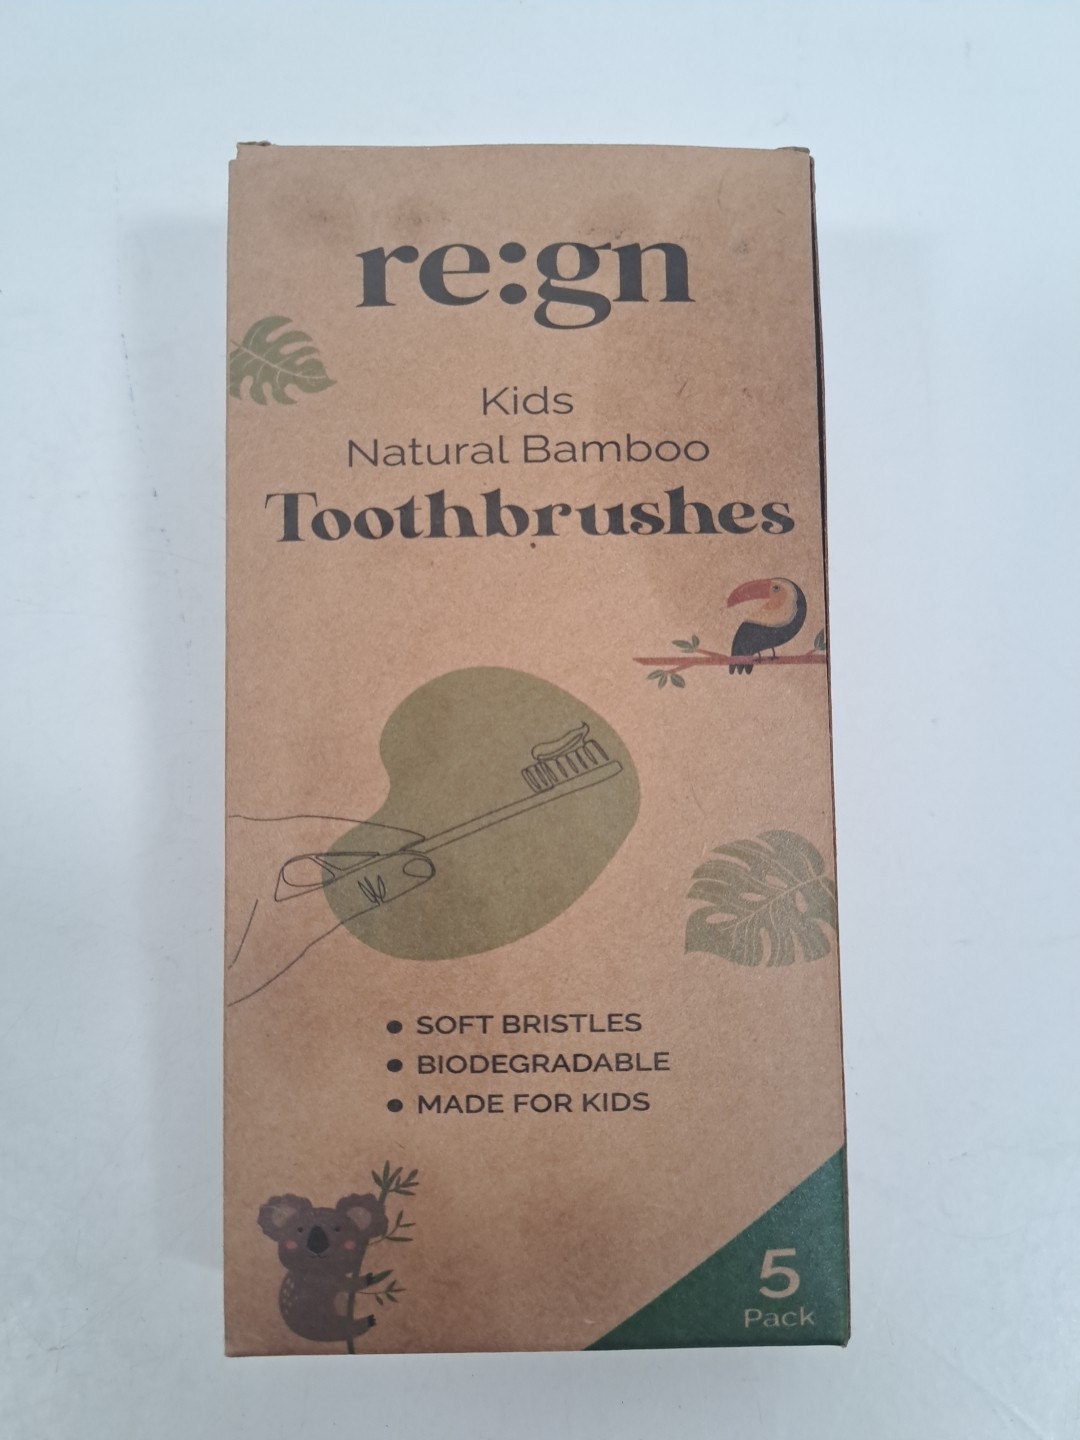 re:gn
Kids
Natural Bamboo
Toothbrushes
• SOFT BRISTLES
• BIODEGRADABLE
• MADE FOR KIDS
5
Pack